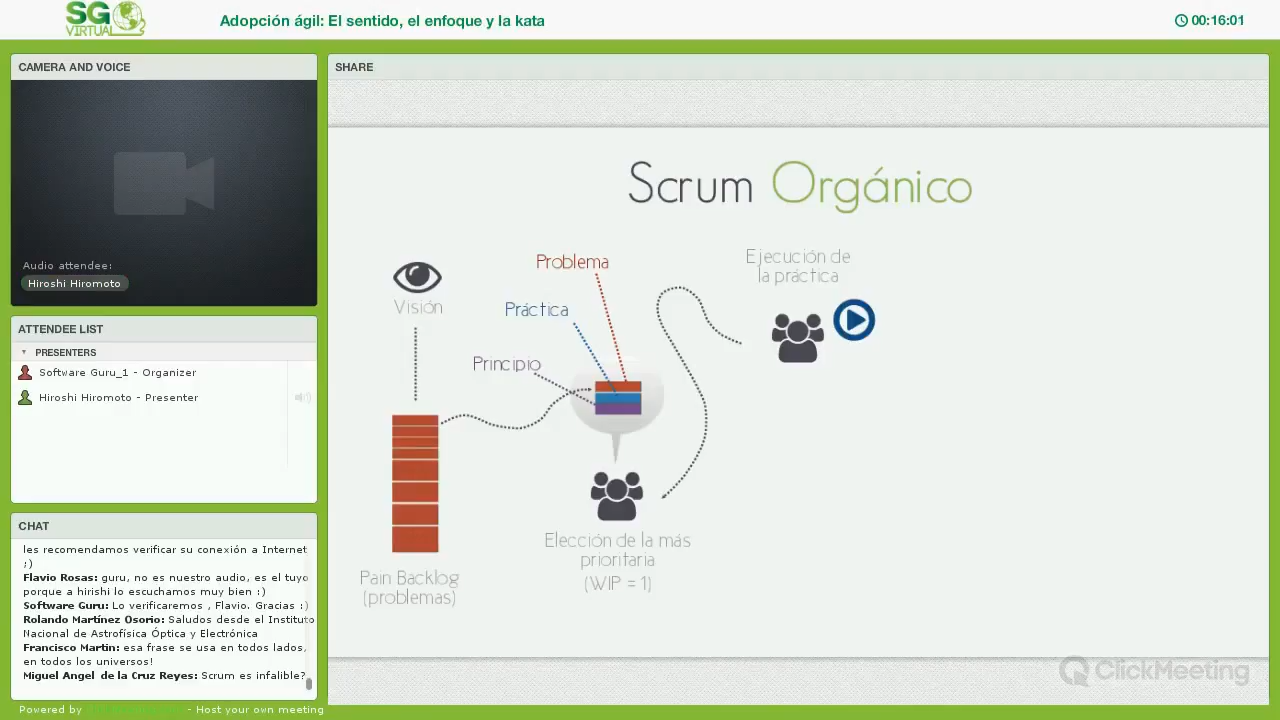 SG
VIRTUAL
Adopción ágil: El sentido, el enfoque y la kata
00:16:01
CAMERA AND VOICE
Audio attendee:
Hiroshi Hiromoto
ATTENDEE LIST
PRESENTERS
Software Guru_1 - Organizer
Hiroshi Hiromoto - Presenter
CHAT
les recomendamos verificar su conexión a Internet
;)
Flavio Rosas: guru, no es nuestro audio, es el tuyo
porque a hirishi lo escuchamos muy bien :)
Software Guru: Lo verificaremos , Flavio. Gracias :)
Rolando Martínez Osorio: Saludos desde el Instituto
Nacional de Astrofísica Óptica y Electrónica
Francisco Martin: esa frase se usa en todos lados,
en todos los universos!
Miguel Angel de la Cruz Reyes: Scrum es infalible?
Powered by
- Host your own meeting
SHARE
Scrum Orgánico
Visión
Problema
Práctica
Principio
Ejecución de
la práctica
Elección de la más
prioritaria
(WIP = 1)
Pain Backlog
(problemas)
ClickMeeting